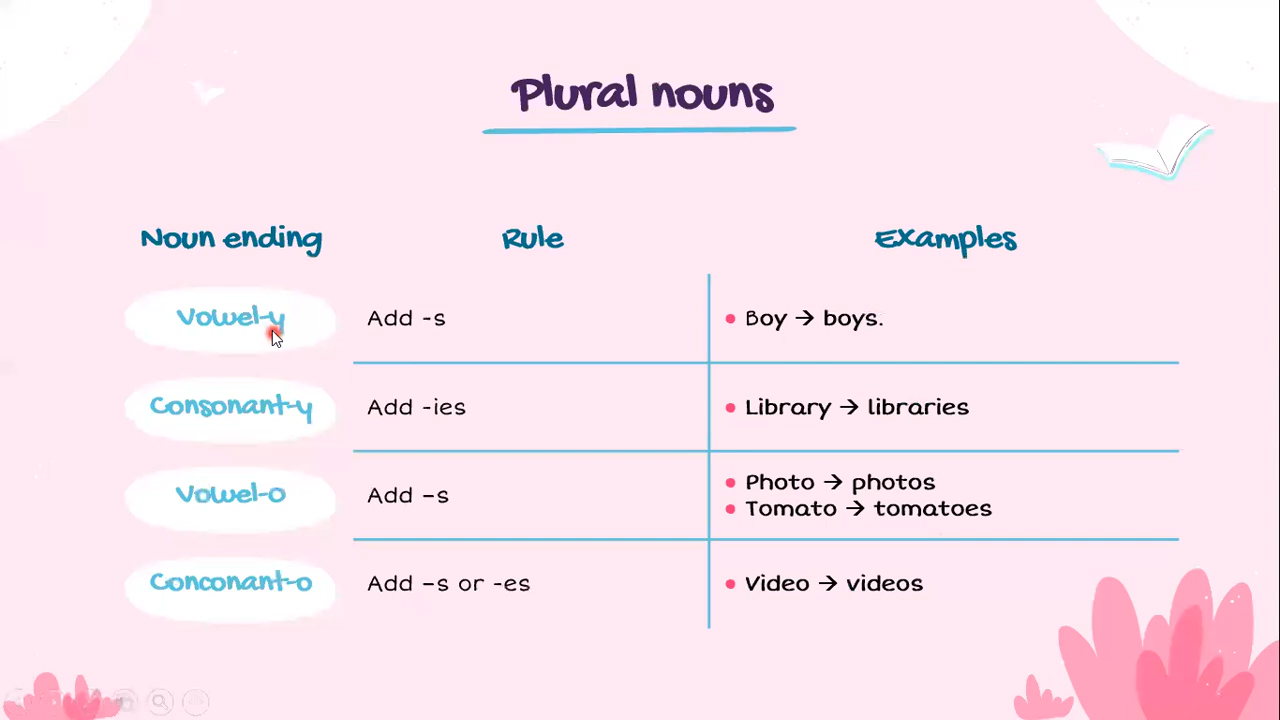 Plural nouns
Noun ending Rule Examples
Vowel-y Add -s • Boy → boys.
Consonant-y Add -ies • Library → libraries
Vowel-o Add –s • Photo → photos
• Tomato → tomatoes
Conconant-o Add –s or -es • Video → videos